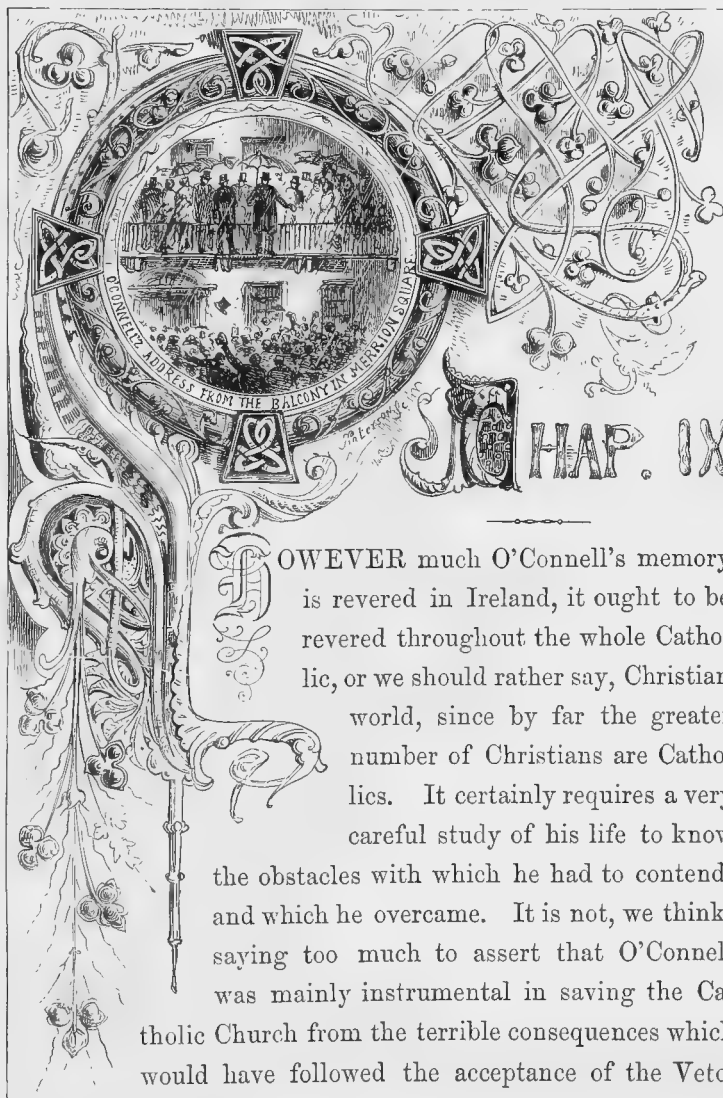 O'CONNELL'S ADDRESS FROM THE BALCONY IN MERRION SQUARE
Paterson Sc
CHAP. IX
HOWEVER much O'Connell's memory
is revered in Ireland, it ought to be
revered throughout the whole Catho
lic, or we should rather say, Christian
world, since by far the greater
number of Christians are Catho
lics. It certainly requires a very
careful study of his life to know
the obstacles with which he had to contend
and which he overcame. It is not, we think
saying too much to assert that O'Connel
was mainly instrumental in saving the Ca
tholic Church from the terrible consequences which
would have followed the acceptance of the Veto